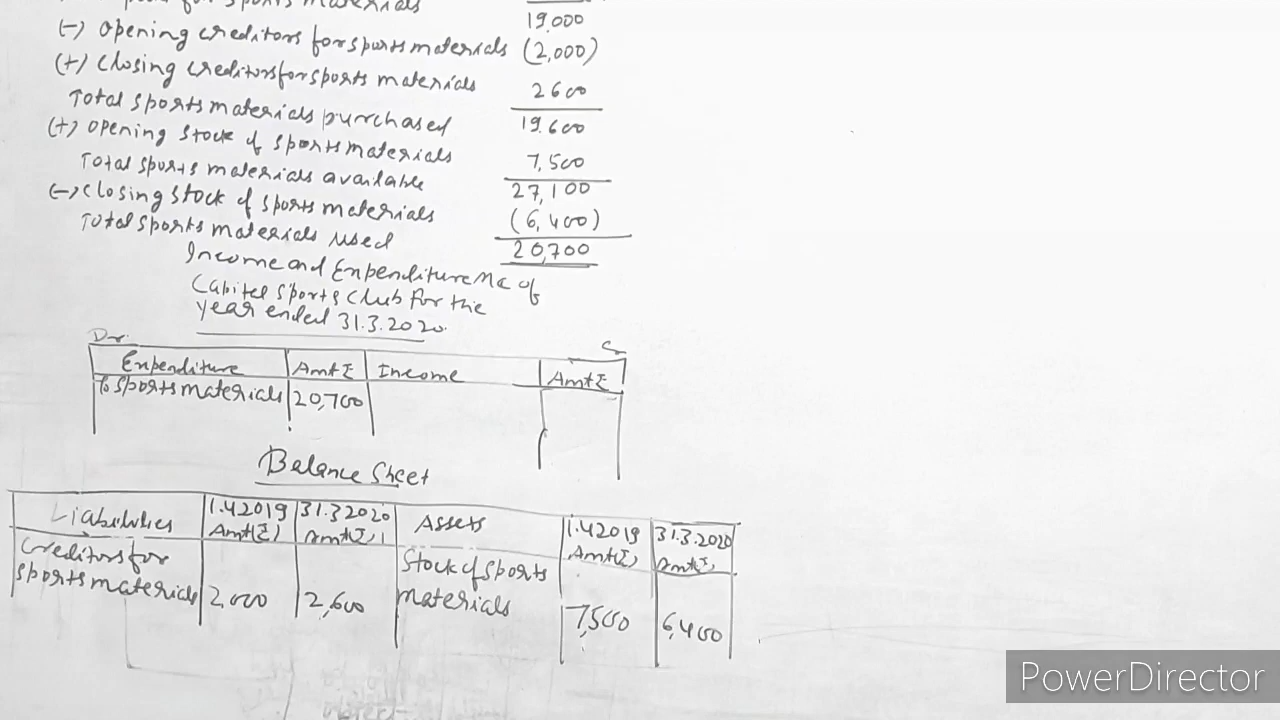 for sports materials 19,000
(-) opening creditors for sports materials (2,000)
(+) closing creditors for sports materials 2600
Total sports materials purchased 19,600
(+) opening stock of sports materials 7,500
Total sports materials available 27,100
(-) closing stock of sports materials (6,400)
Total sports materials used 20,700
Income and Expenditure A/c of
Capital Sports Club for the
year ended 31.3.2020.
Dr. Cr.
Expenditure Amt ₹ Income Amt ₹
To sports materials 20,700
Balance Sheet
Liabilities 1.4.2019 Amt(₹) 31.3.2020 Amt(₹) Assets 1.4.2019 Amt(₹) 31.3.2020 Amt(₹)
Creditors for Stock of sports
sports materials 2,000 2,600 materials 7,500 6,400
PowerDirector